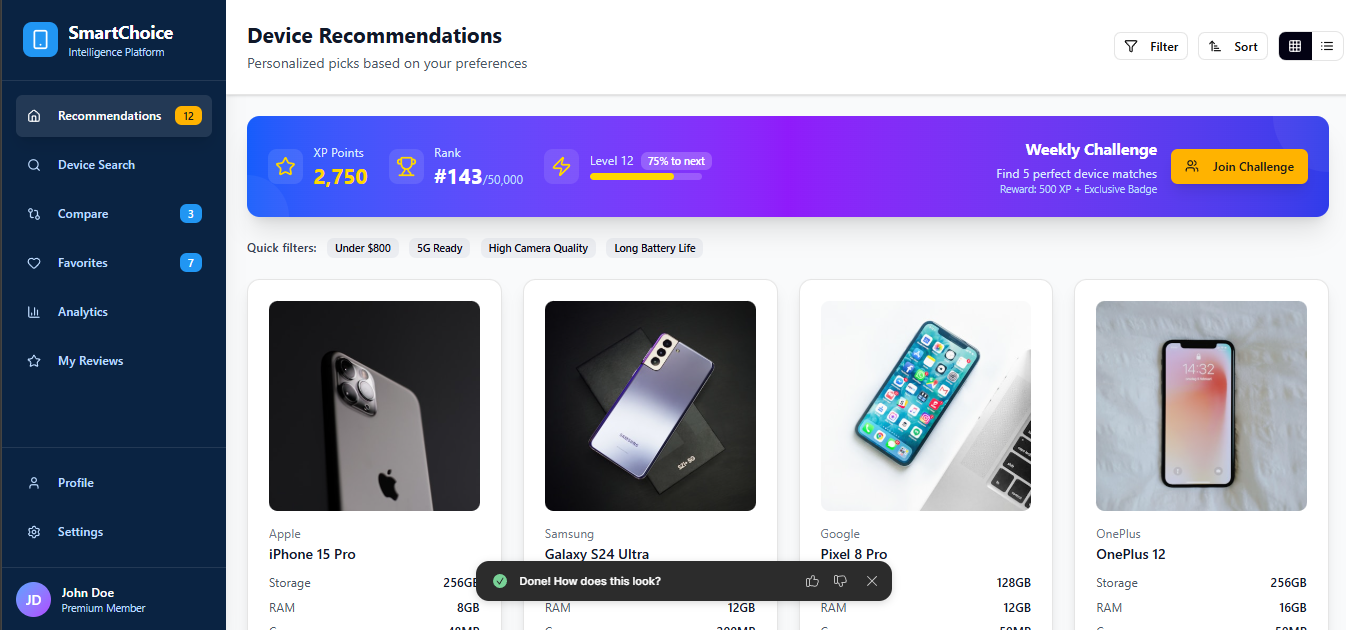 SmartChoice
Intelligence Platform
Recommendations 12
Device Search
Compare 3
Favorites 7
Analytics
My Reviews
Profile
Settings
JD
John Doe
Premium Member
Device Recommendations
Personalized picks based on your preferences
Filter
Sort
XP Points
2,750
Rank
#143/50,000
Level 12 75% to next
Weekly Challenge
Find 5 perfect device matches
Reward: 500 XP + Exclusive Badge
Join Challenge
Quick filters: Under $800 5G Ready High Camera Quality Long Battery Life
SAMSUNG
S21+ 5G
14:32
Apple
iPhone 15 Pro
Storage 256GB
RAM 8GB
Samsung
Galaxy S24 Ultra
RAM 12GB
Google
Pixel 8 Pro
128GB
RAM 12GB
OnePlus
OnePlus 12
Storage 256GB
RAM 16GB
Done! How does this look?